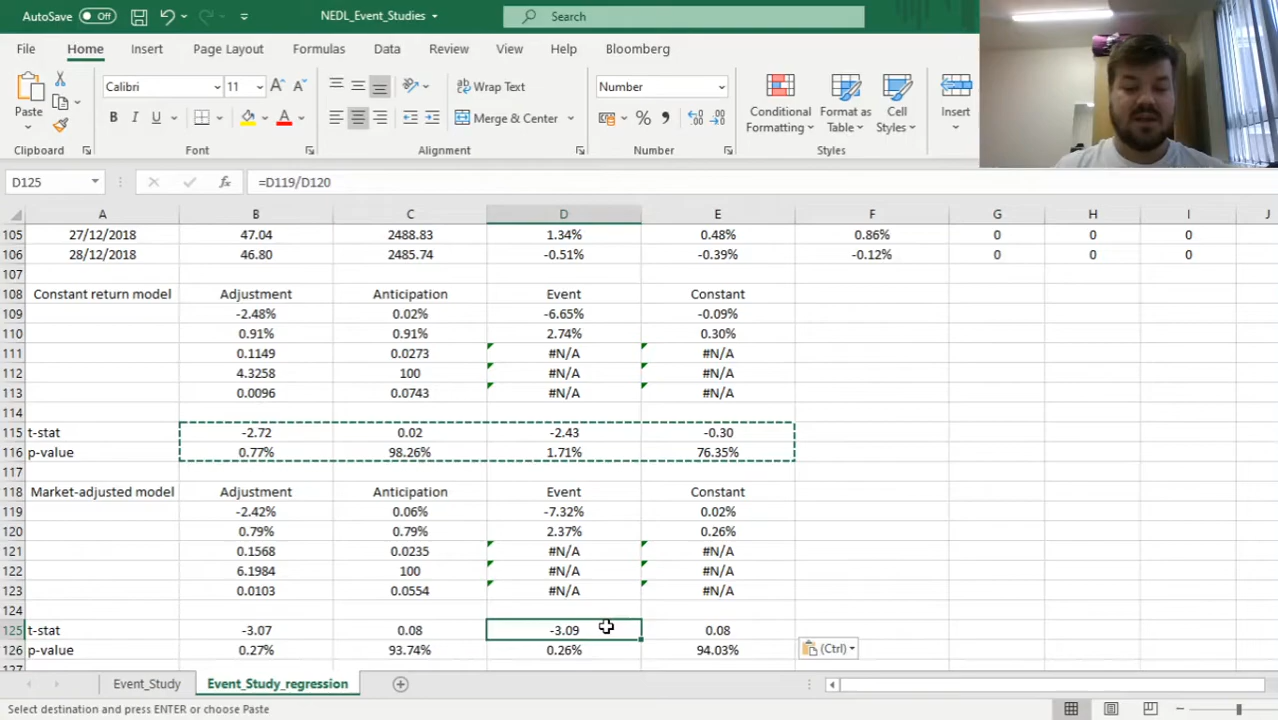 AutoSave Off NEDL_Event_Studies Search
File Home Insert Page Layout Formulas Data Review View Help Bloomberg
Paste Calibri 11 A A B I U A Wrap Text Merge & Center Number % Conditional Formatting Format as Table Cell Styles Insert
Clipboard Font Alignment Number Styles
D125 fx =D119/D120
A B C D E F G H I J
105 27/12/2018 47.04 2488.83 1.34% 0.48% 0.86% 0 0 0
106 28/12/2018 46.80 2485.74 -0.51% -0.39% -0.12% 0 0 0
107
108 Constant return model Adjustment Anticipation Event Constant
109 -2.48% 0.02% -6.65% -0.09%
110 0.91% 0.91% 2.74% 0.30%
111 0.1149 0.0273 #N/A #N/A
112 4.3258 100 #N/A #N/A
113 0.0096 0.0743 #N/A #N/A
114
115 t-stat -2.72 0.02 -2.43 -0.30
116 p-value 0.77% 98.26% 1.71% 76.35%
117
118 Market-adjusted model Adjustment Anticipation Event Constant
119 -2.42% 0.06% -7.32% 0.02%
120 0.79% 0.79% 2.37% 0.26%
121 0.1568 0.0235 #N/A #N/A
122 6.1984 100 #N/A #N/A
123 0.0103 0.0554 #N/A #N/A
124
125 t-stat -3.07 0.08 -3.09 0.08
126 p-value 0.27% 93.74% 0.26% 94.03% (Ctrl)
127
Event_Study Event_Study_regression
Select destination and press ENTER or choose Paste